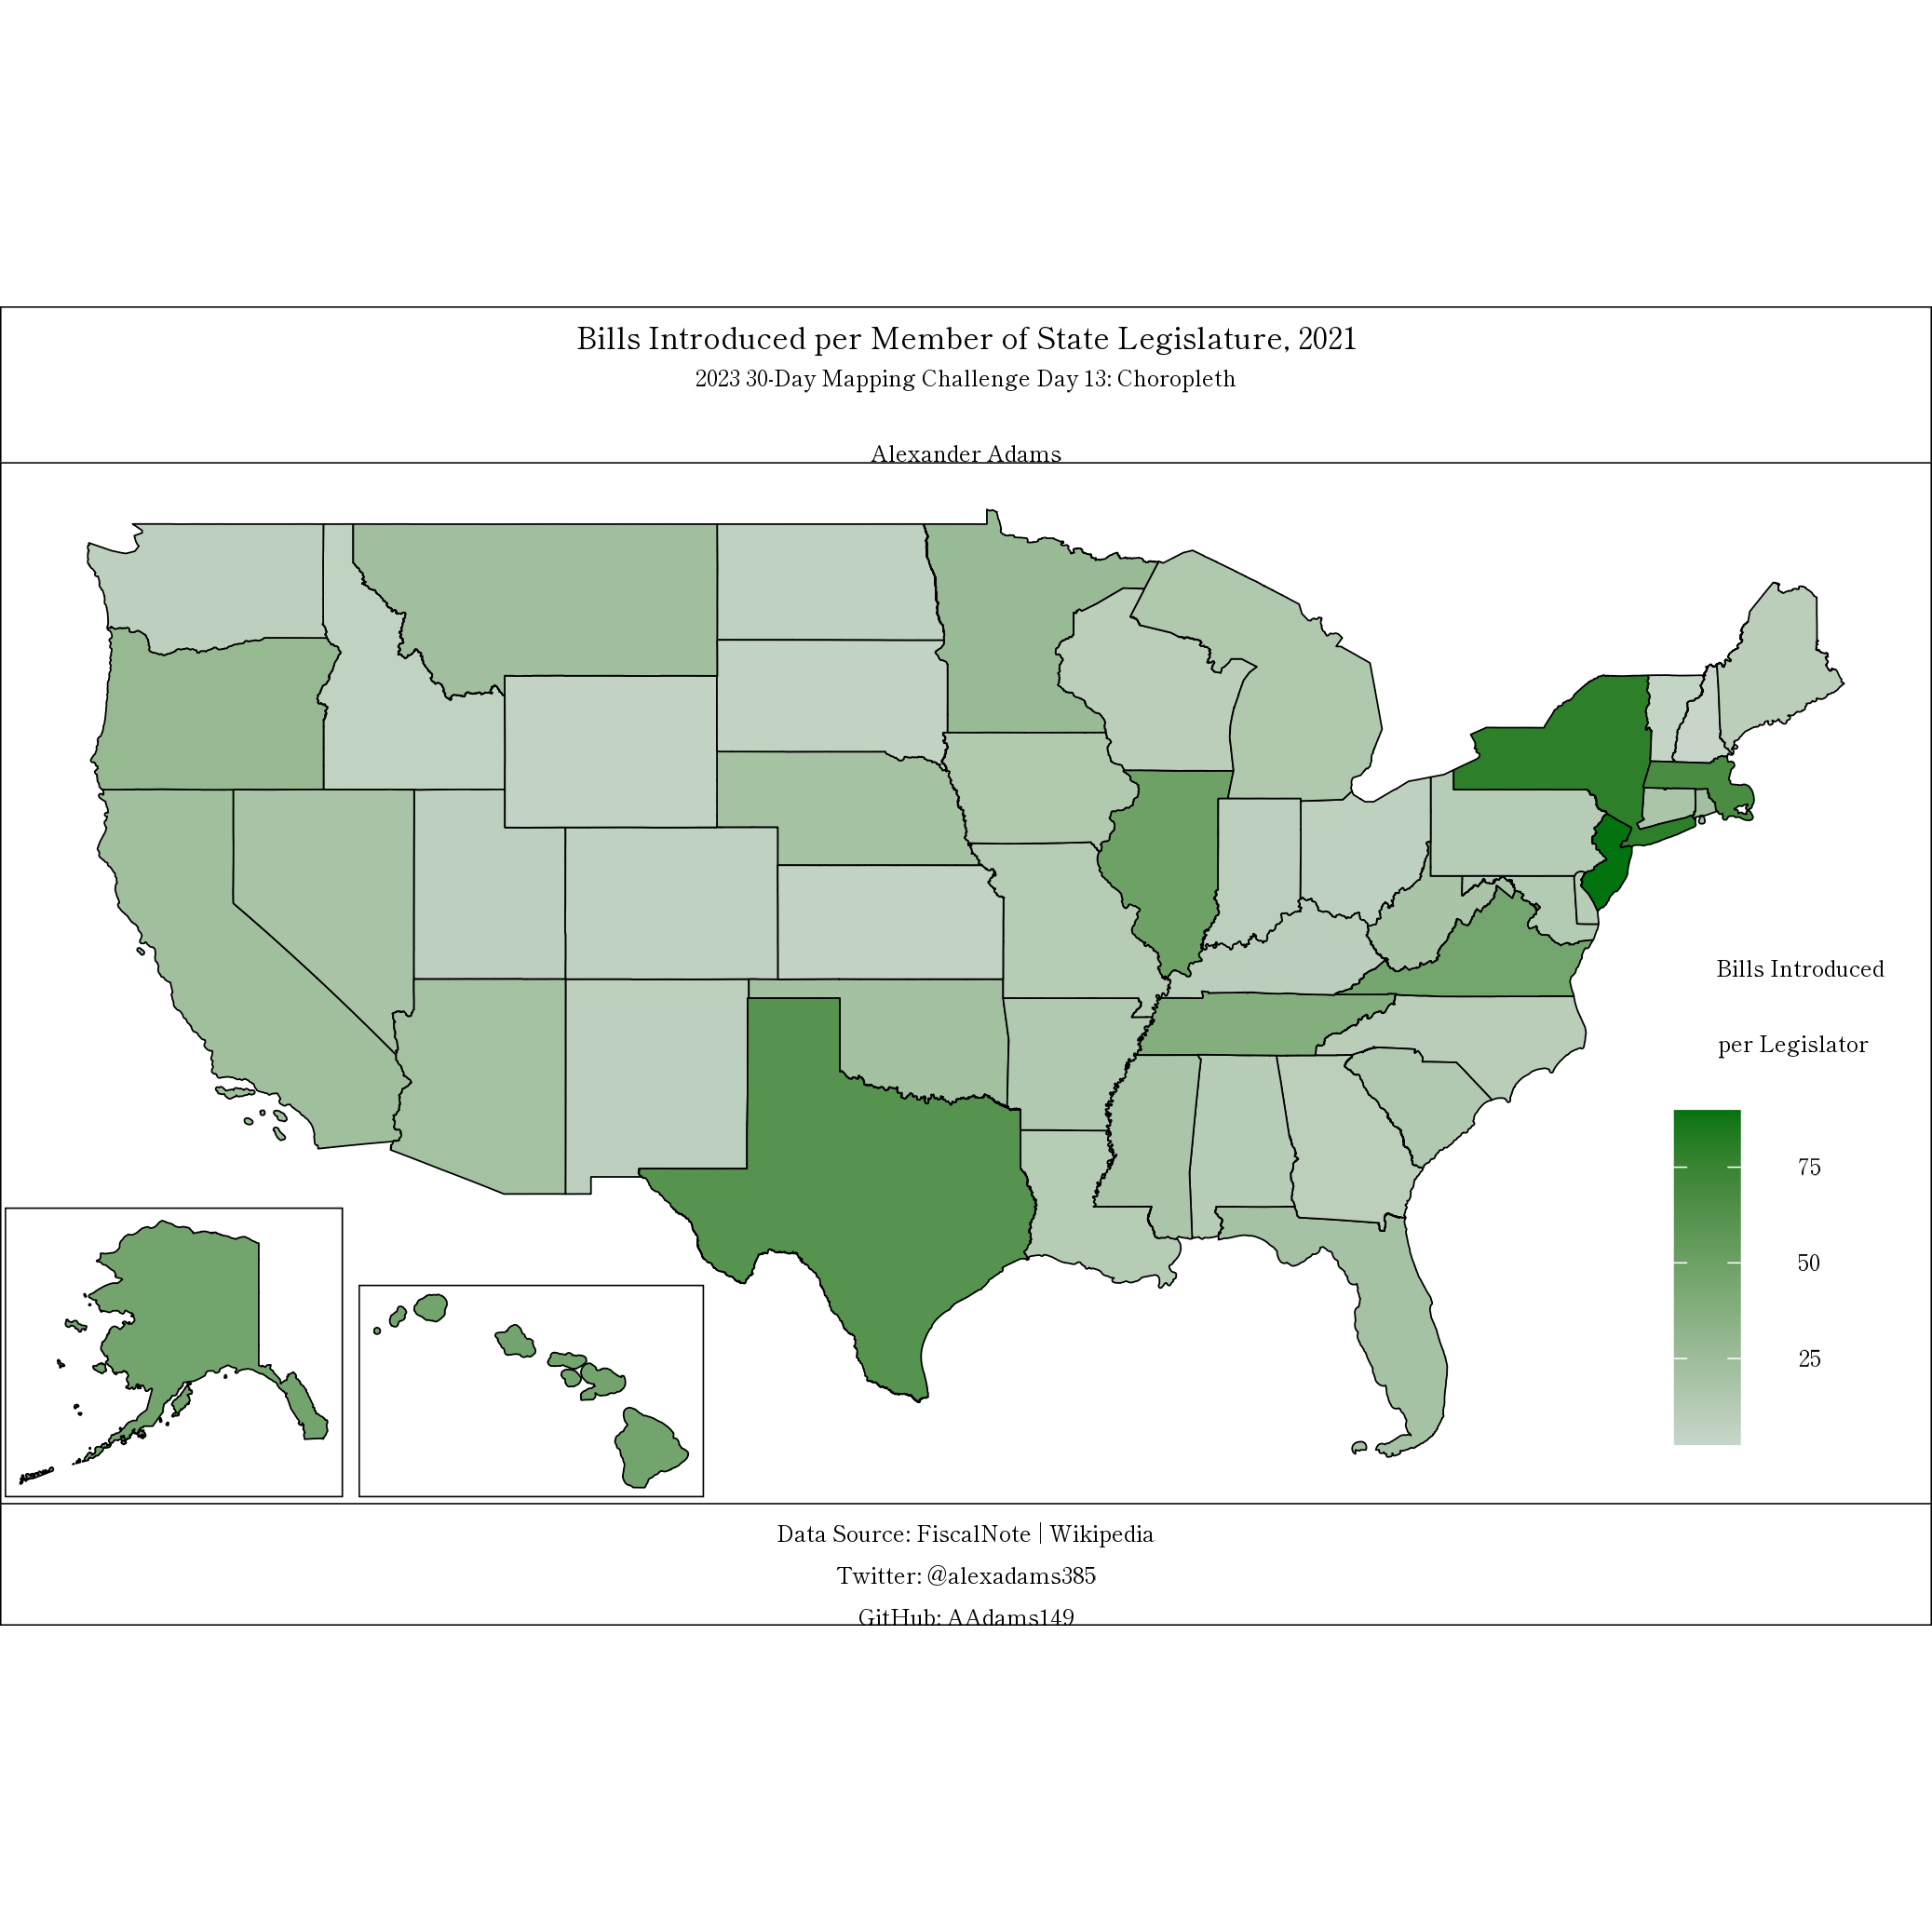 Bills Introduced per Member of State Legislature, 2021
2023 30-Day Mapping Challenge Day 13: Choropleth
Alexander Adams
Bills Introduced
per Legislator
75
50
25
Data Source: FiscalNote | Wikipedia
Twitter: @alexadams385
GitHub: AAdams149